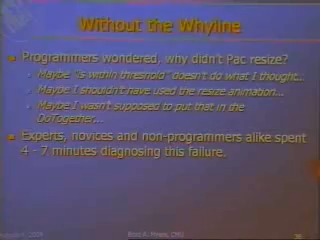 Without the Whyline
Programmers wondered, why didn't Pac resize?
Maybe "is within threshold" doesn't do what I thought...
Maybe I shouldn't have used the resize animation...
Maybe I wasn't supposed to put that in the
DoTogether...
Experts, novices and non-programmers alike spent
4 - 7 minutes diagnosing this failure.
2004
Brad A. Myers, CMU